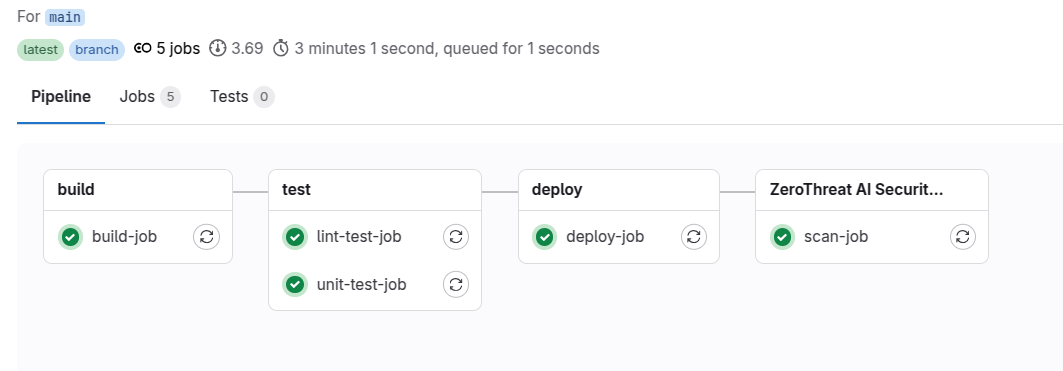 For main
latest branch 5 jobs 3.69 3 minutes 1 second, queued for 1 seconds
Pipeline Jobs 5 Tests 0
build test deploy ZeroThreat AI Securit...
build-job lint-test-job deploy-job scan-job
unit-test-job